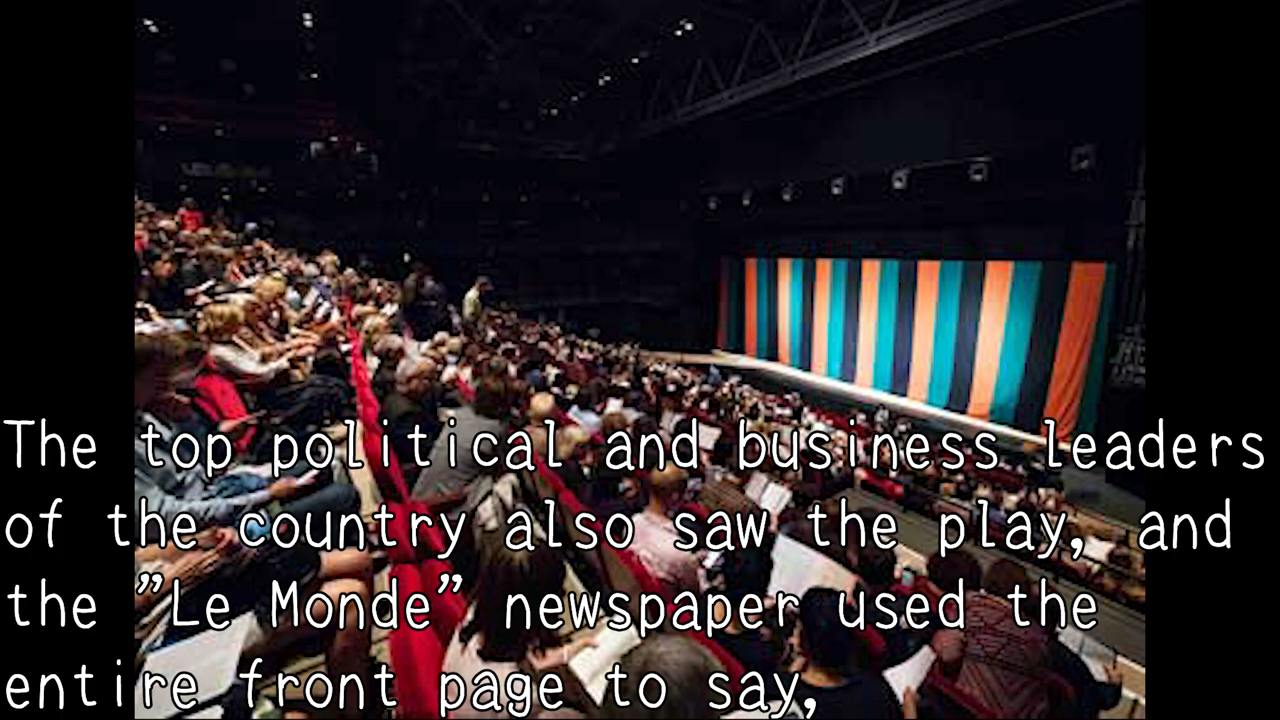 The top political and business leaders
of the country also saw the play, and
the ”Le Monde” newspaper used the
entire front page to say,